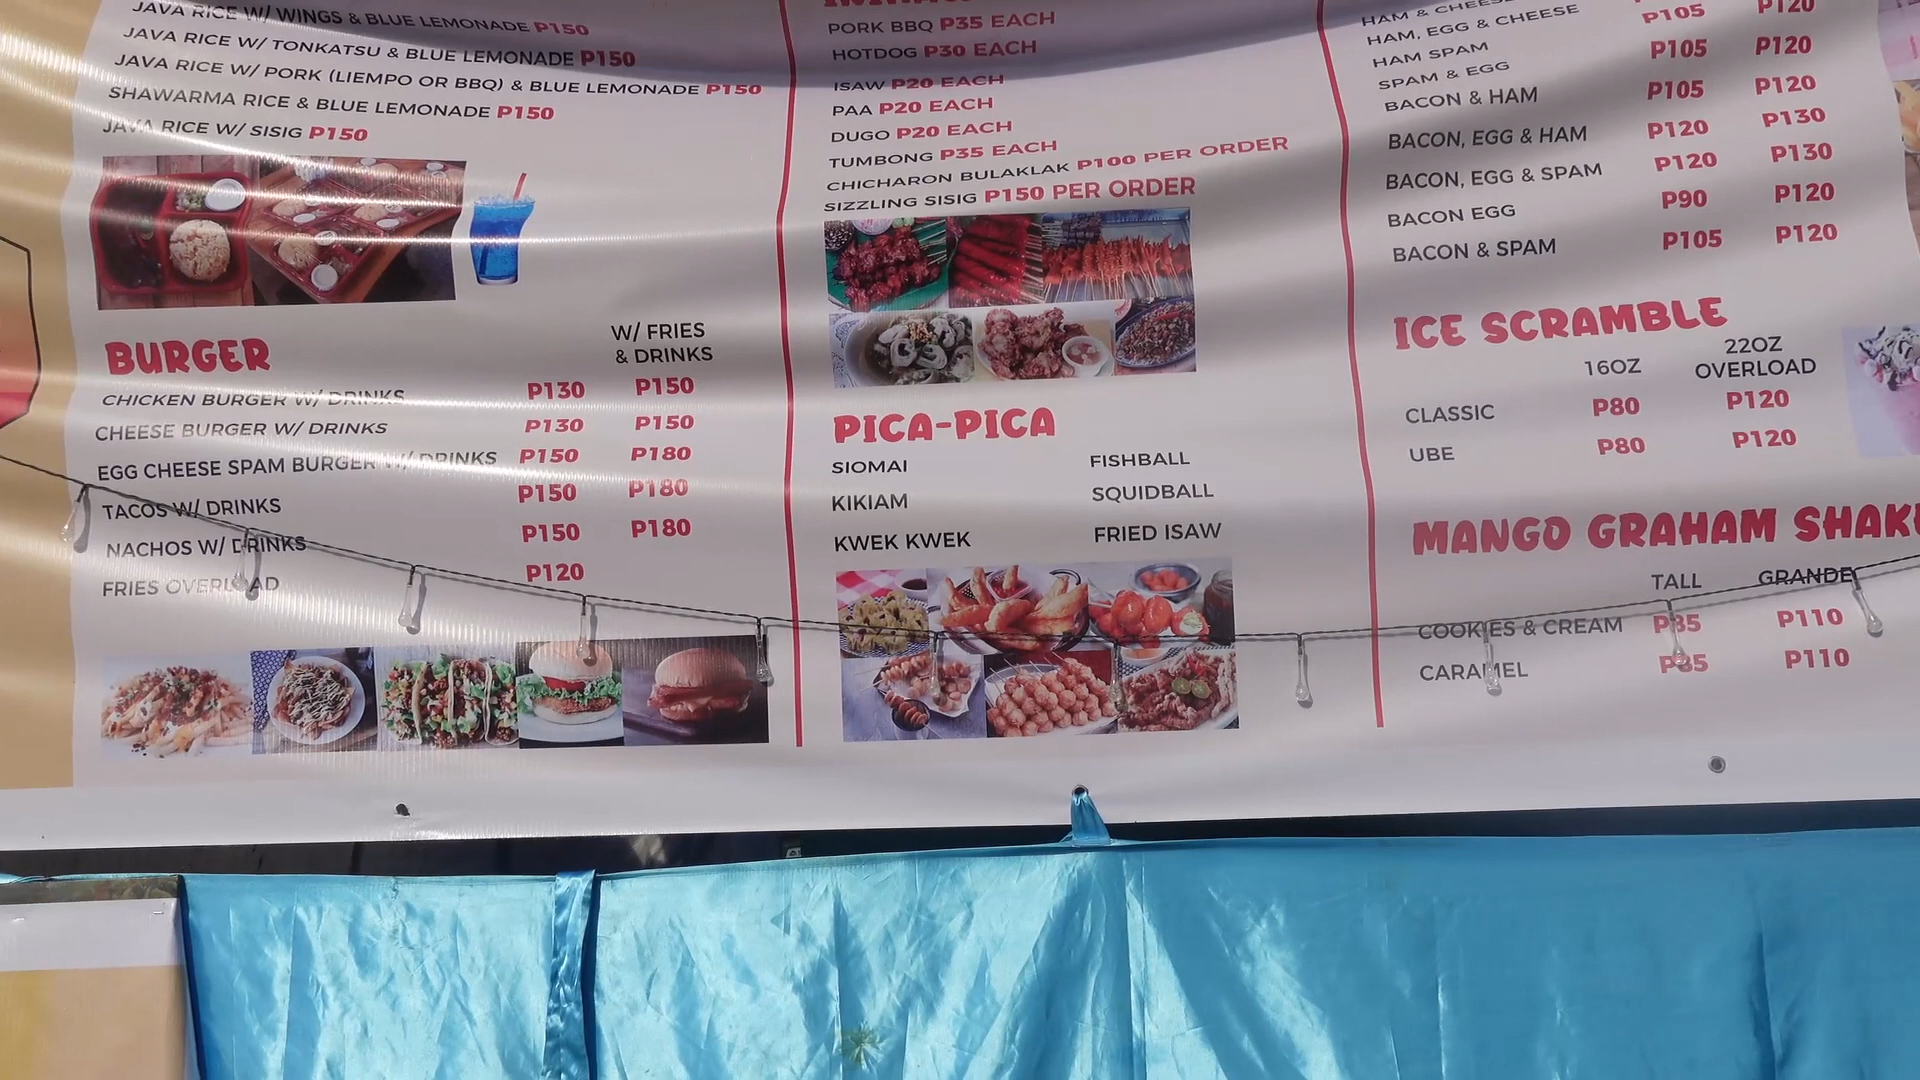 JAVA RICE W/ WINGS & BLUE LEMONADE P150
JAVA RICE W/ TONKATSU & BLUE LEMONADE P150
JAVA RICE W/ PORK (LIEMPO OR BBQ) & BLUE LEMONADE P150
SHAWARMA RICE & BLUE LEMONADE P150
JAVA RICE W/ SISIG P150
BURGER
W/ FRIES
& DRINKS
CHICKEN BURGER W/ DRINKS P130 P150
CHEESE BURGER W/ DRINKS P130 P150
EGG CHEESE SPAM BURGER W/ DRINKS P150 P180
TACOS W/ DRINKS P150 P180
NACHOS W/ DRINKS P150 P180
FRIES OVERLOAD P120
PORK BBQ P35 EACH
HOTDOG P30 EACH
ISAW P20 EACH
PAA P20 EACH
DUGO P20 EACH
TUMBONG P35 EACH
CHICHARON BULAKLAK P100 PER ORDER
SIZZLING SISIG P150 PER ORDER
PICA-PICA
SIOMAI FISHBALL
KIKIAM SQUIDBALL
KWEK KWEK FRIED ISAW
HAM & CHEESE
HAM, EGG & CHEESE P105 P120
HAM SPAM P105 P120
SPAM & EGG P105 P120
BACON & HAM
BACON, EGG & HAM P120 P130
BACON, EGG & SPAM P120 P130
BACON EGG P90 P120
BACON & SPAM P105 P120
ICE SCRAMBLE
16OZ 22OZ
OVERLOAD
CLASSIC P80 P120
UBE P80 P120
MANGO GRAHAM SHAKE
TALL GRANDE
COOKIES & CREAM P85 P110
CARAMEL P85 P110